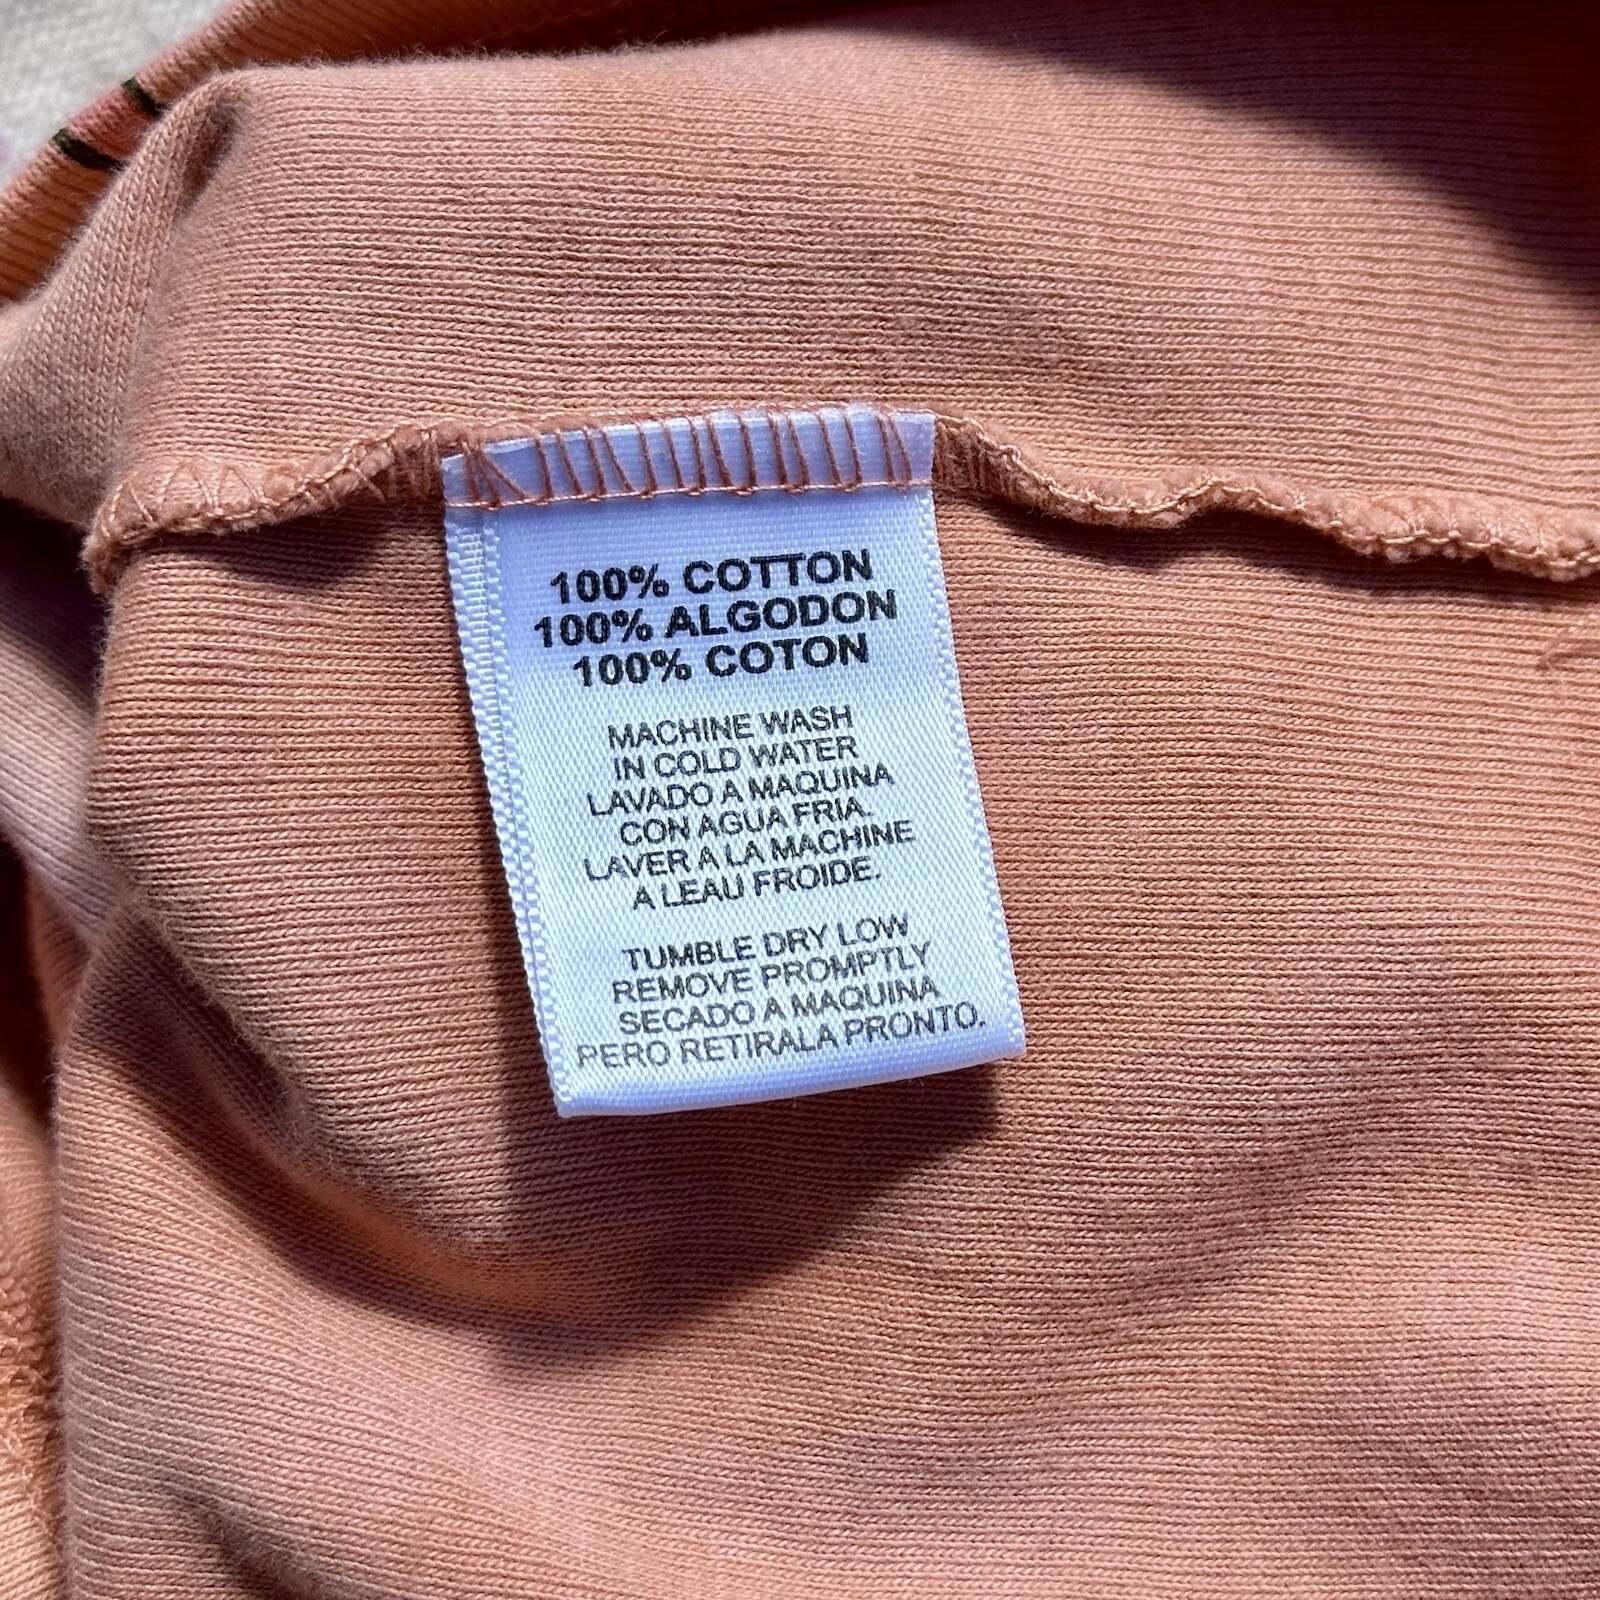 100% COTTON
100% ALGODON
100% COTON
MACHINE WASH
IN COLD WATER
LAVADO A MAQUINA
CON AGUA FRIA.
LAVER A LA MACHINE
A LEAU FROIDE.
TUMBLE DRY LOW
REMOVE PROMPTLY
SECADO A MAQUINA
PERO RETIRALA PRONTO.